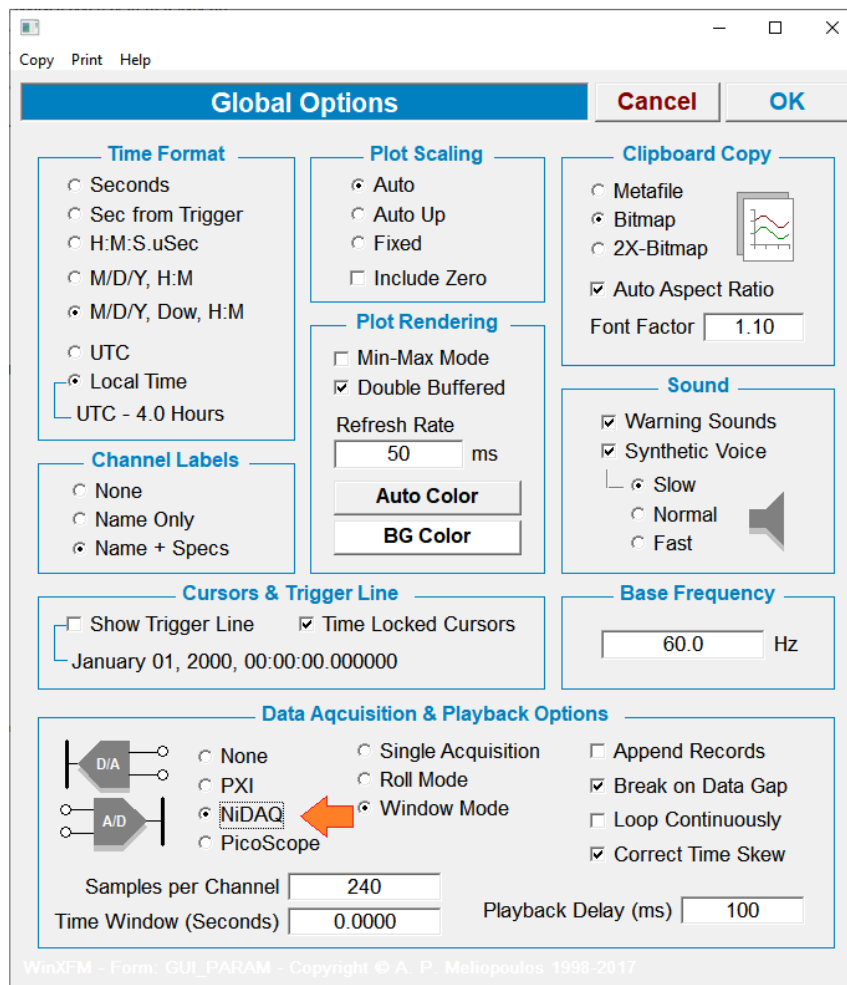 Copy Print Help
Global Options
Cancel
OK
Time Format
Seconds
Sec from Trigger
H:M:S.uSec
M/D/Y, H:M
M/D/Y, Dow, H:M
UTC
Local Time
UTC - 4.0 Hours
Channel Labels
None
Name Only
Name + Specs
Plot Scaling
Auto
Auto Up
Fixed
Include Zero
Plot Rendering
Min-Max Mode
Double Buffered
Refresh Rate
50 ms
Auto Color
BG Color
Clipboard Copy
Metafile
Bitmap
2X-Bitmap
Auto Aspect Ratio
Font Factor 1.10
Sound
Warning Sounds
Synthetic Voice
Slow
Normal
Fast
Cursors & Trigger Line
Show Trigger Line
Time Locked Cursors
January 01, 2000, 00:00:00.000000
Base Frequency
60.0 Hz
Data Aqcuisition & Playback Options
D/A
A/D
None
PXI
NiDAQ
PicoScope
Single Acquisition
Roll Mode
Window Mode
Append Records
Break on Data Gap
Loop Continuously
Correct Time Skew
Samples per Channel 240
Time Window (Seconds) 0.0000
Playback Delay (ms) 100
WinXFM - Form: GUI_PARAM - Copyright © A. P. Meliopoulos 1998-2017